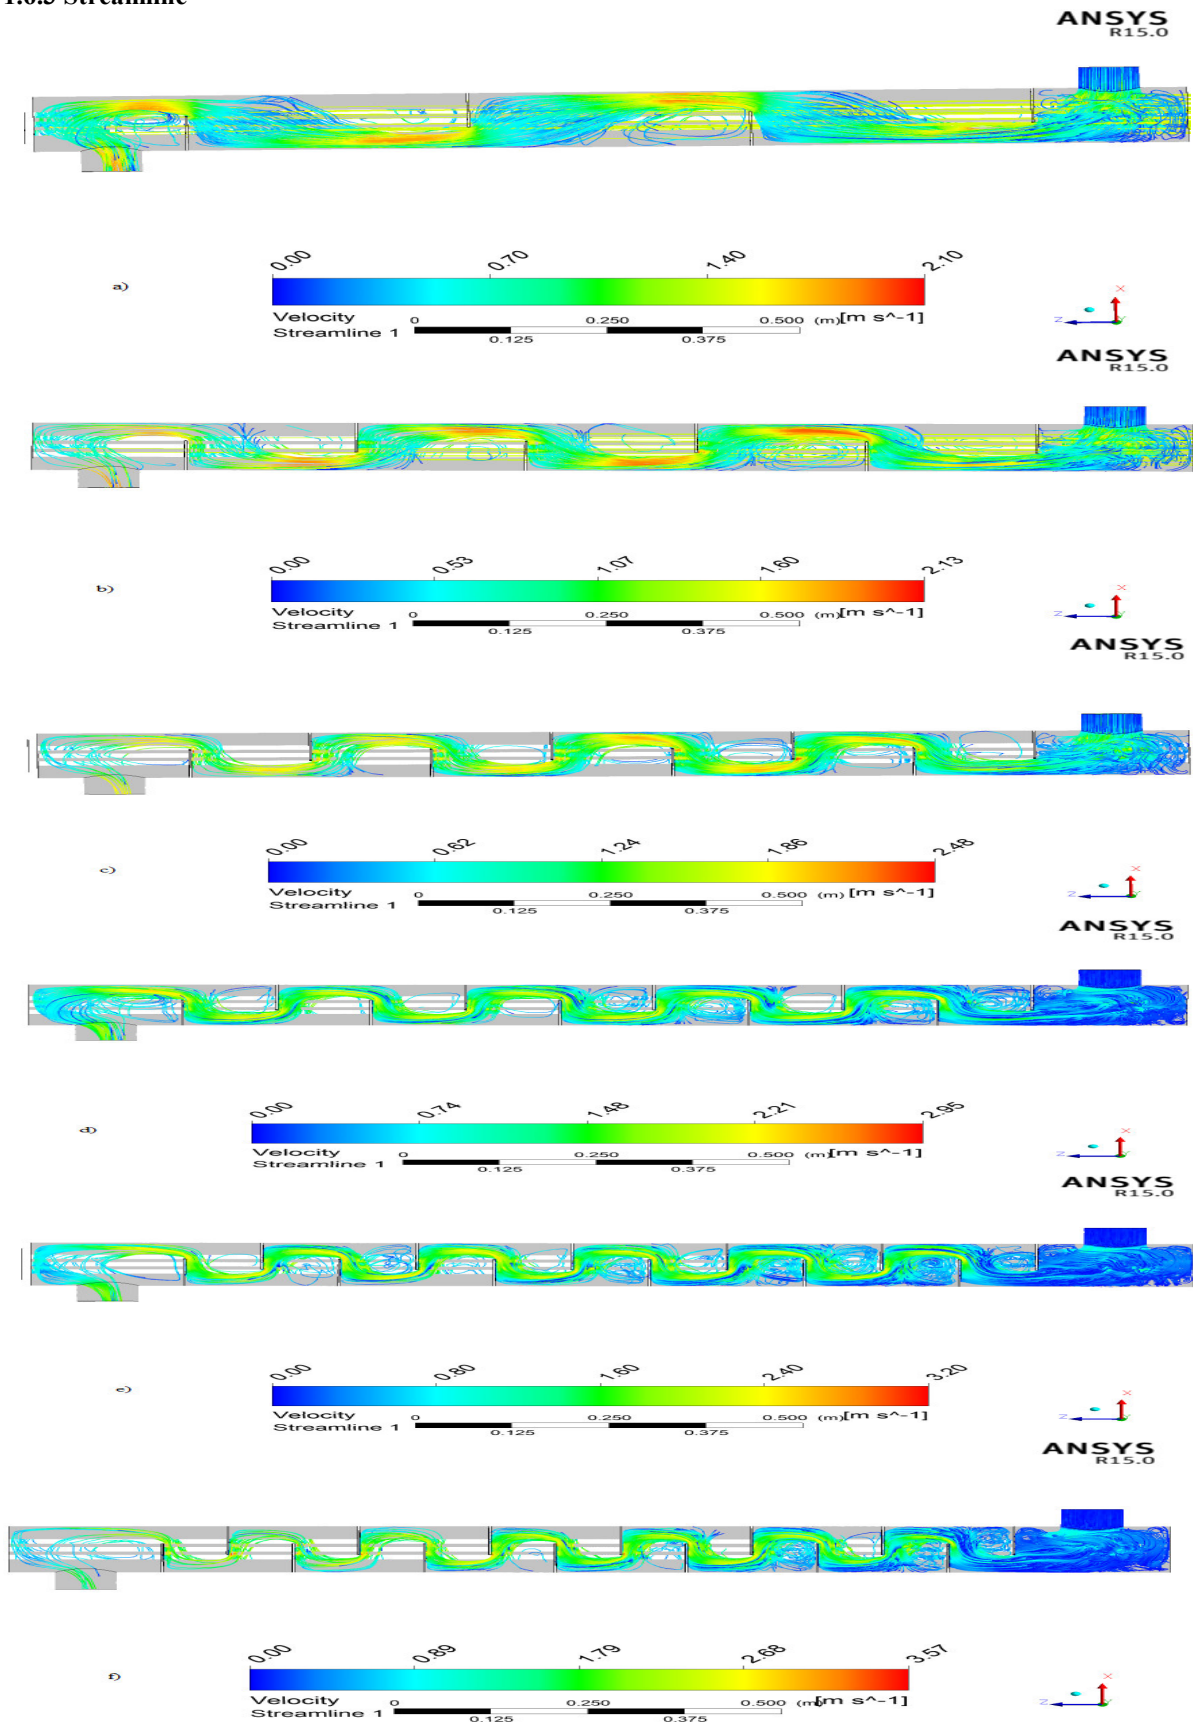 1.6.3 Streamline
ANSYS
R15.0
0.00 0.70 1.40 2.10
a)
Velocity
Streamline 1
0 0.250 0.500 (m) [m s^-1]
0.125 0.375
X
Z
ANSYS
R15.0
0.00 0.53 1.07 1.60 2.13
b)
Velocity
Streamline 1
0 0.250 0.500 (m) [m s^-1]
0.125 0.375
X
Z
ANSYS
R15.0
0.00 0.62 1.24 1.86 2.48
c)
Velocity
Streamline 1
0 0.250 0.500 (m) [m s^-1]
0.125 0.375
X
Z
ANSYS
R15.0
0.00 0.74 1.48 2.21 2.95
d)
Velocity
Streamline 1
0 0.250 0.500 (m) [m s^-1]
0.125 0.375
X
Z
ANSYS
R15.0
0.00 0.80 1.60 2.40 3.20
e)
Velocity
Streamline 1
0 0.250 0.500 (m) [m s^-1]
0.125 0.375
X
Z
ANSYS
R15.0
0.00 0.89 1.79 2.68 3.57
f)
Velocity
Streamline 1
0 0.250 0.500 (m) [m s^-1]
0.125 0.375
X
Z